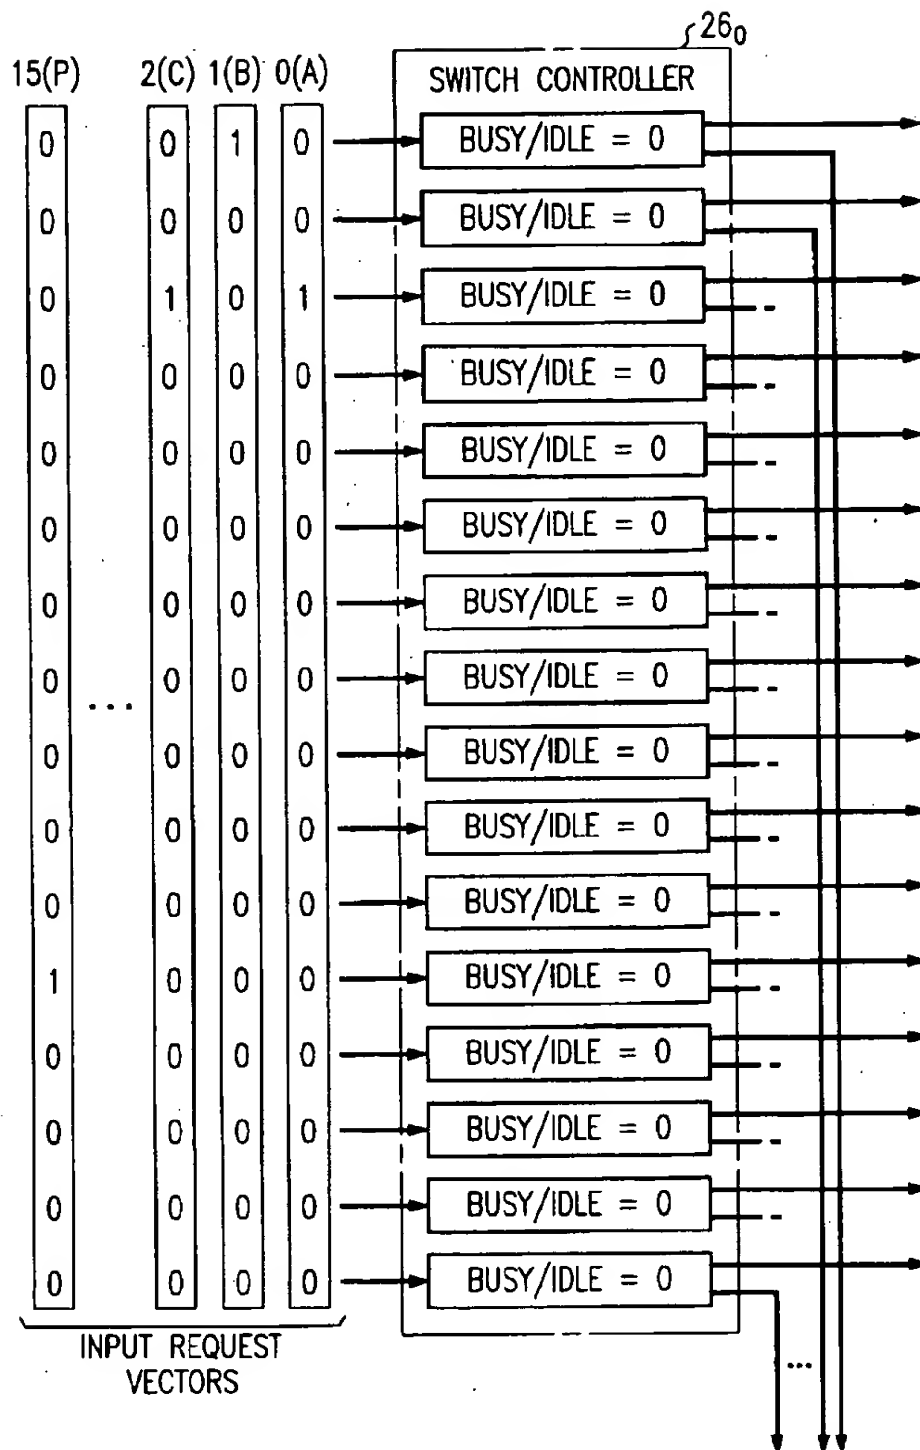 26₀
15(P) 2(C) 1(B) 0(A) SWITCH CONTROLLER
0 0 1 0 BUSY/IDLE = 0
0 0 0 0 BUSY/IDLE = 0
0 1 0 1 BUSY/IDLE = 0
0 0 0 0 BUSY/IDLE = 0
0 0 0 0 BUSY/IDLE = 0
0 0 0 0 BUSY/IDLE = 0
0 0 0 0 BUSY/IDLE = 0
0 0 0 0 BUSY/IDLE = 0
...
0 0 0 0 BUSY/IDLE = 0
0 0 0 0 BUSY/IDLE = 0
0 0 0 0 BUSY/IDLE = 0
1 0 0 0 BUSY/IDLE = 0
0 0 0 0 BUSY/IDLE = 0
0 0 0 0 BUSY/IDLE = 0
0 0 0 0 BUSY/IDLE = 0
0 0 0 0 BUSY/IDLE = 0
INPUT REQUEST
VECTORS
...